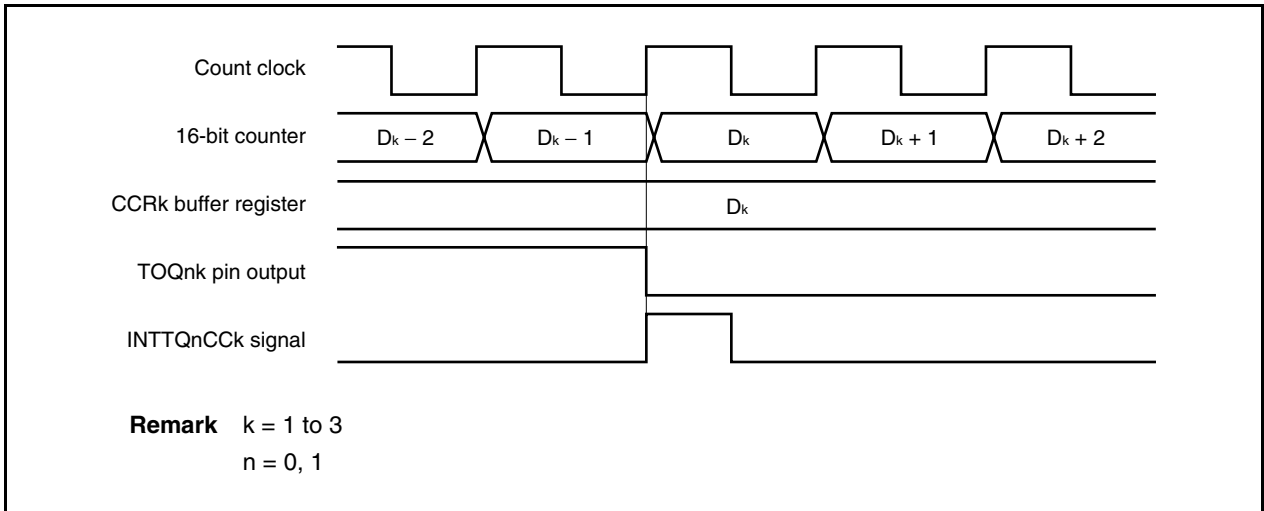 Count clock
16-bit counter Dk − 2 Dk − 1 Dk Dk + 1 Dk + 2
CCRk buffer register Dk
TOQnk pin output
INTTQnCCk signal
Remark k = 1 to 3
n = 0, 1